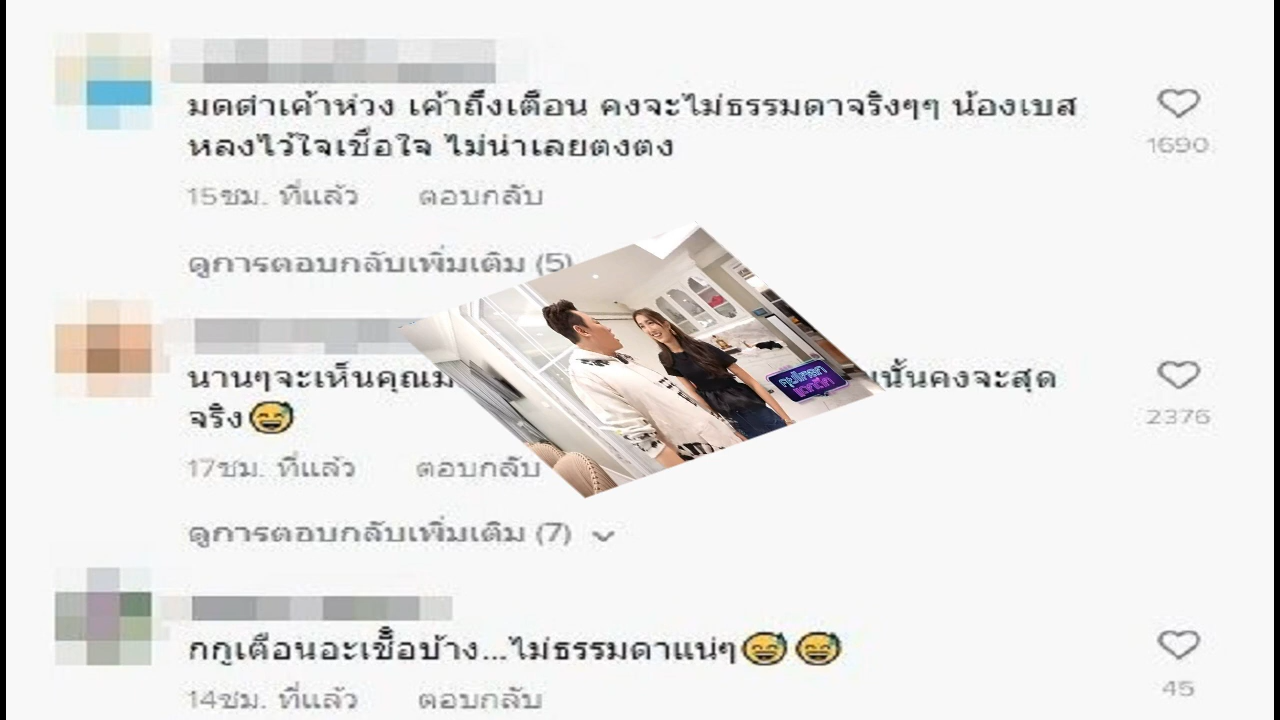 มดดำเค้าห่วง เค้าถึงเตือน คงจะไม่ธรรมดาจริงๆๆ น้องเบส
หลงไว้ใจเชื่อใจ ไม่น่าเลยตงตง
1690
15ชม. ที่แล้ว ตอบกลับ
ดูการตอบกลับเพิ่มเติม (5)
นานๆจะเห็นคุณม นั้นคงจะสุด
จริง😅
2376
17ชม. ที่แล้ว ตอบกลับ
ดูการตอบกลับเพิ่มเติม (7)
กกูเตือนอะเชื่อบ้าง...ไม่ธรรมดาแน่ๆ😅😅
14ชม. ที่แล้ว ตอบกลับ
45